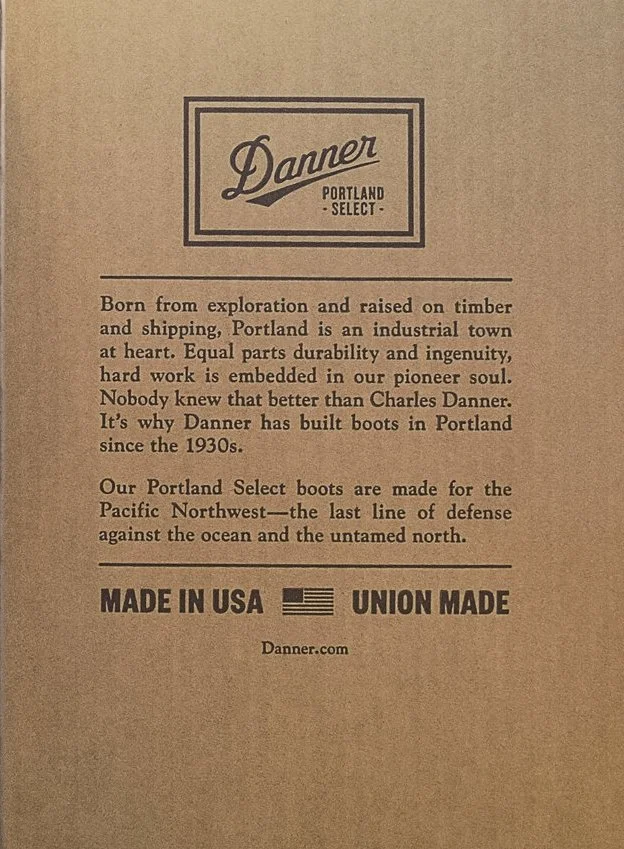 Danner
PORTLAND
- SELECT -
Born from exploration and raised on timber
and shipping, Portland is an industrial town
at heart. Equal parts durability and ingenuity,
hard work is embedded in our pioneer soul.
Nobody knew that better than Charles Danner.
It's why Danner has built boots in Portland
since the 1930s.
Our Portland Select boots are made for the
Pacific Northwest—the last line of defense
against the ocean and the untamed north.
MADE IN USA UNION MADE
Danner.com